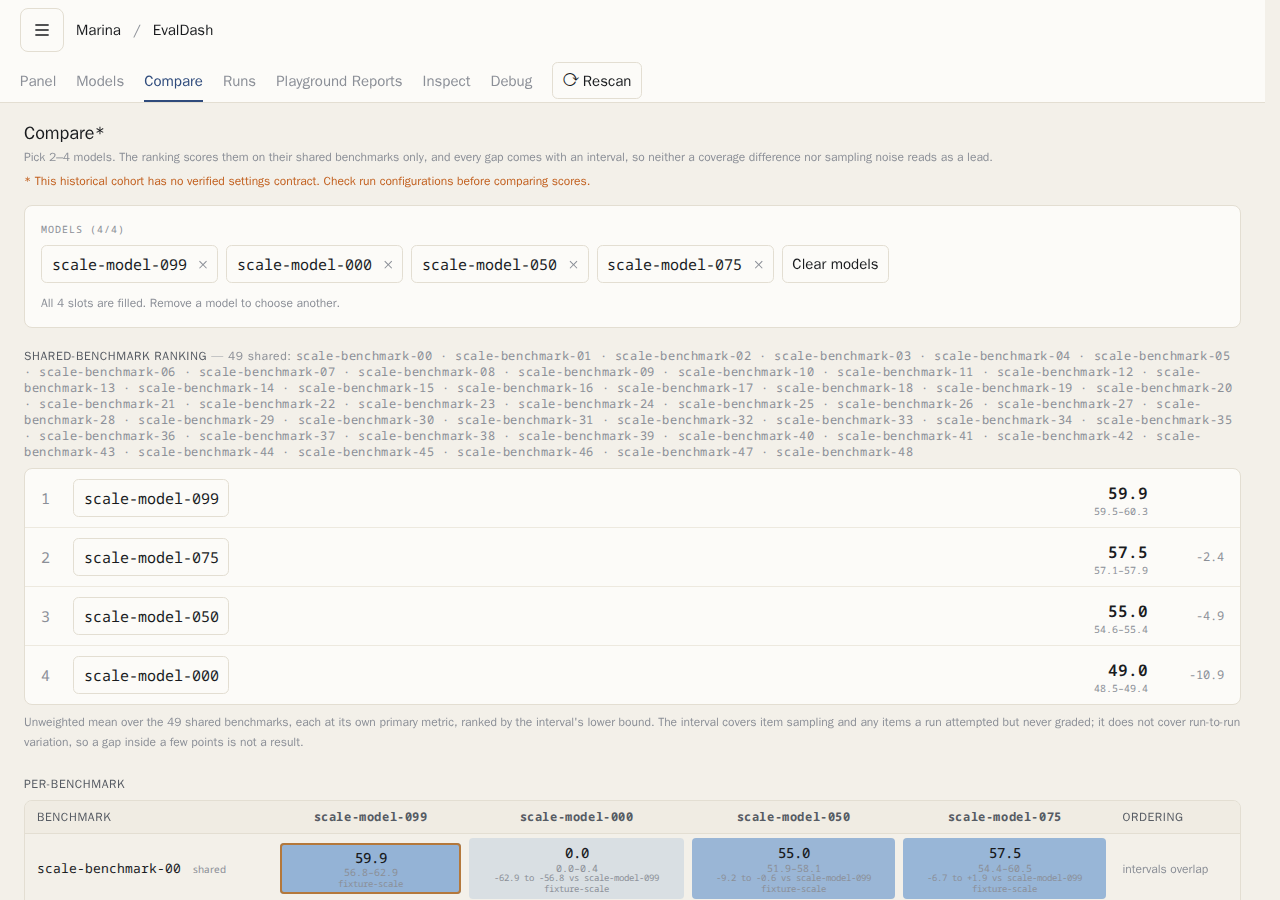 Marina / EvalDash
Panel Models Compare Runs Playground Reports Inspect Debug Rescan
Compare*
Pick 2–4 models. The ranking scores them on their shared benchmarks only, and every gap comes with an interval, so neither a coverage difference nor sampling noise reads as a lead.
* This historical cohort has no verified settings contract. Check run configurations before comparing scores.
MODELS (4/4)
scale-model-099 × scale-model-000 × scale-model-050 × scale-model-075 × Clear models
All 4 slots are filled. Remove a model to choose another.
SHARED-BENCHMARK RANKING — 49 shared: scale-benchmark-00 · scale-benchmark-01 · scale-benchmark-02 · scale-benchmark-03 · scale-benchmark-04 · scale-benchmark-05
· scale-benchmark-06 · scale-benchmark-07 · scale-benchmark-08 · scale-benchmark-09 · scale-benchmark-10 · scale-benchmark-11 · scale-benchmark-12 · scale-
benchmark-13 · scale-benchmark-14 · scale-benchmark-15 · scale-benchmark-16 · scale-benchmark-17 · scale-benchmark-18 · scale-benchmark-19 · scale-benchmark-20
· scale-benchmark-21 · scale-benchmark-22 · scale-benchmark-23 · scale-benchmark-24 · scale-benchmark-25 · scale-benchmark-26 · scale-benchmark-27 · scale-
benchmark-28 · scale-benchmark-29 · scale-benchmark-30 · scale-benchmark-31 · scale-benchmark-32 · scale-benchmark-33 · scale-benchmark-34 · scale-benchmark-35
· scale-benchmark-36 · scale-benchmark-37 · scale-benchmark-38 · scale-benchmark-39 · scale-benchmark-40 · scale-benchmark-41 · scale-benchmark-42 · scale-
benchmark-43 · scale-benchmark-44 · scale-benchmark-45 · scale-benchmark-46 · scale-benchmark-47 · scale-benchmark-48
1 scale-model-099 59.9
59.5–60.3
2 scale-model-075 57.5 -2.4
57.1–57.9
3 scale-model-050 55.0 -4.9
54.6–55.4
4 scale-model-000 49.0 -10.9
48.5–49.4
Unweighted mean over the 49 shared benchmarks, each at its own primary metric, ranked by the interval's lower bound. The interval covers item sampling and any items a run attempted but never graded; it does not cover run-to-run
variation, so a gap inside a few points is not a result.
PER-BENCHMARK
BENCHMARK scale-model-099 scale-model-000 scale-model-050 scale-model-075 ORDERING
scale-benchmark-00 shared
59.9
56.8–62.9
fixture-scale
0.0
0.0–0.4
-62.9 to -56.8 vs scale-model-099
fixture-scale
55.0
51.9–58.1
-9.2 to -0.6 vs scale-model-099
fixture-scale
57.5
54.4–60.5
-6.7 to +1.9 vs scale-model-099
fixture-scale
intervals overlap